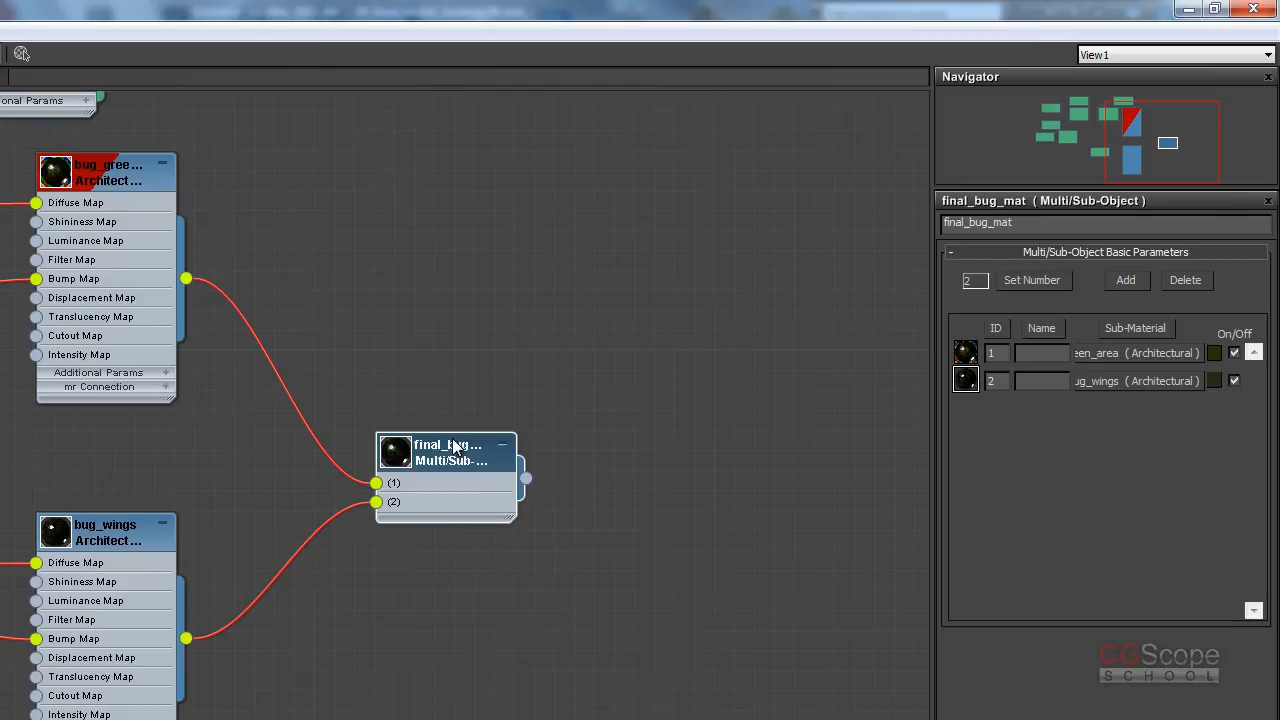 View1
Navigator
onal Params
bug_gree...
Architect...
Diffuse Map
Shininess Map
Luminance Map
Filter Map
Bump Map
Displacement Map
Translucency Map
Cutout Map
Intensity Map
Additional Params
mr Connection
final_bug...
Multi/Sub-...
(1)
(2)
bug_wings
Architect...
Diffuse Map
Shininess Map
Luminance Map
Filter Map
Bump Map
Displacement Map
Translucency Map
Cutout Map
Intensity Map
final_bug_mat ( Multi/Sub-Object )
final_bug_mat
- Multi/Sub-Object Basic Parameters
2 Set Number Add Delete
ID Name Sub-Material On/Off
1 een_area ( Architectural )
2 ug_wings ( Architectural )
CGScope
SCHOOL